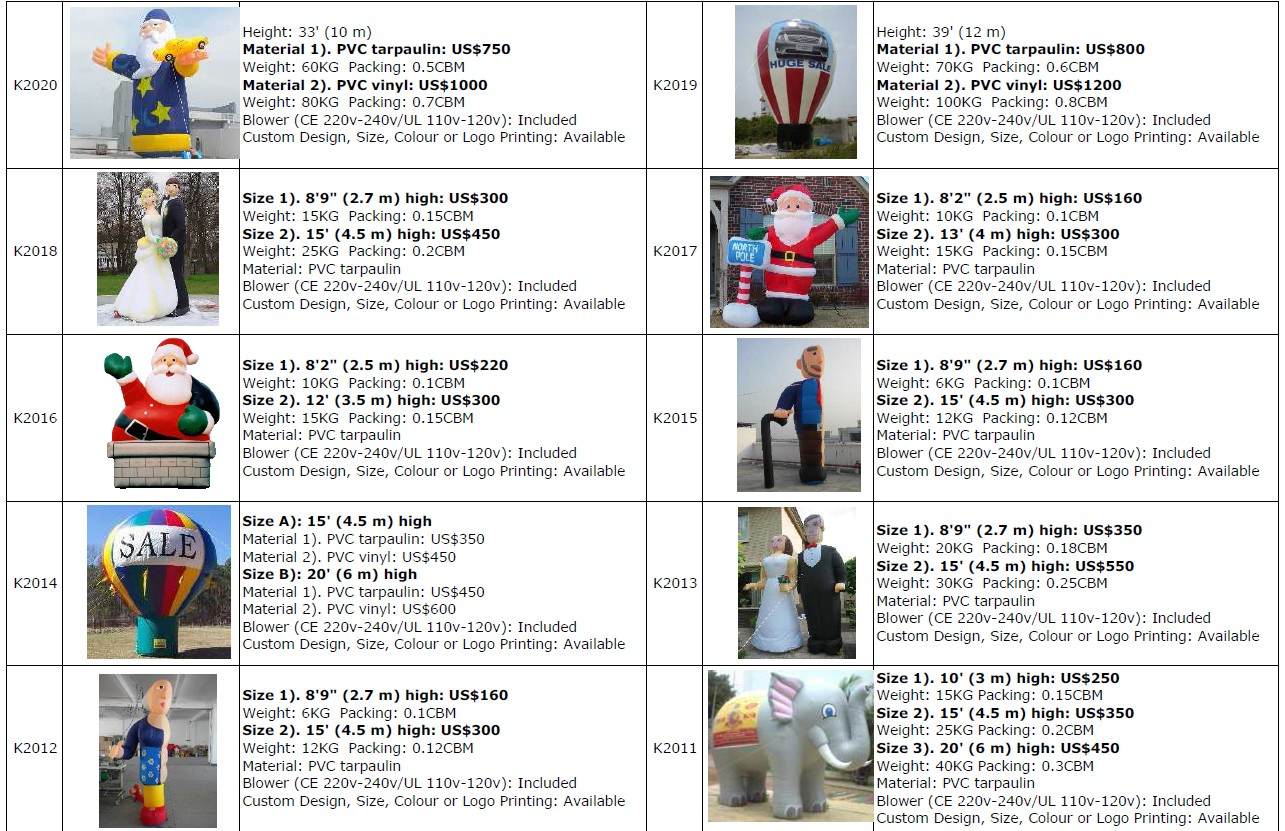 K2020
Height: 33' (10 m)
Material 1). PVC tarpaulin: US$750
Weight: 60KG  Packing: 0.5CBM
Material 2). PVC vinyl: US$1000
Weight: 80KG  Packing: 0.7CBM
Blower (CE 220v-240v/UL 110v-120v): Included
Custom Design, Size, Colour or Logo Printing: Available
K2019
HUGE SALE
Height: 39' (12 m)
Material 1). PVC tarpaulin: US$800
Weight: 70KG  Packing: 0.6CBM
Material 2). PVC vinyl: US$1200
Weight: 100KG  Packing: 0.8CBM
Blower (CE 220v-240v/UL 110v-120v): Included
Custom Design, Size, Colour or Logo Printing: Available
K2018
Size 1). 8'9" (2.7 m) high: US$300
Weight: 15KG  Packing: 0.15CBM
Size 2). 15' (4.5 m) high: US$450
Weight: 25KG  Packing: 0.2CBM
Material: PVC tarpaulin
Blower (CE 220v-240v/UL 110v-120v): Included
Custom Design, Size, Colour or Logo Printing: Available
K2017
NORTH
POLE
Size 1). 8'2" (2.5 m) high: US$160
Weight: 10KG  Packing: 0.1CBM
Size 2). 13' (4 m) high: US$300
Weight: 15KG  Packing: 0.15CBM
Material: PVC tarpaulin
Blower (CE 220v-240v/UL 110v-120v): Included
Custom Design, Size, Colour or Logo Printing: Available
K2016
Size 1). 8'2" (2.5 m) high: US$220
Weight: 10KG  Packing: 0.1CBM
Size 2). 12' (3.5 m) high: US$300
Weight: 15KG  Packing: 0.15CBM
Material: PVC tarpaulin
Blower (CE 220v-240v/UL 110v-120v): Included
Custom Design, Size, Colour or Logo Printing: Available
K2015
Size 1). 8'9" (2.7 m) high: US$160
Weight: 6KG  Packing: 0.1CBM
Size 2). 15' (4.5 m) high: US$300
Weight: 12KG  Packing: 0.12CBM
Material: PVC tarpaulin
Blower (CE 220v-240v/UL 110v-120v): Included
Custom Design, Size, Colour or Logo Printing: Available
K2014
SALE
Size A): 15' (4.5 m) high
Material 1). PVC tarpaulin: US$350
Material 2). PVC vinyl: US$450
Size B): 20' (6 m) high
Material 1). PVC tarpaulin: US$450
Material 2). PVC vinyl: US$600
Blower (CE 220v-240v/UL 110v-120v): Included
Custom Design, Size, Colour or Logo Printing: Available
K2013
Size 1). 8'9" (2.7 m) high: US$350
Weight: 20KG  Packing: 0.18CBM
Size 2). 15' (4.5 m) high: US$550
Weight: 30KG  Packing: 0.25CBM
Material: PVC tarpaulin
Blower (CE 220v-240v/UL 110v-120v): Included
Custom Design, Size, Colour or Logo Printing: Available
K2012
Size 1). 8'9" (2.7 m) high: US$160
Weight: 6KG  Packing: 0.1CBM
Size 2). 15' (4.5 m) high: US$300
Weight: 12KG  Packing: 0.12CBM
Material: PVC tarpaulin
Blower (CE 220v-240v/UL 110v-120v): Included
Custom Design, Size, Colour or Logo Printing: Available
K2011
Size 1). 10' (3 m) high: US$250
Weight: 15KG Packing: 0.15CBM
Size 2). 15' (4.5 m) high: US$350
Weight: 25KG Packing: 0.2CBM
Size 3). 20' (6 m) high: US$450
Weight: 40KG Packing: 0.3CBM
Material: PVC tarpaulin
Blower (CE 220v-240v/UL 110v-120v): Included
Custom Design, Size, Colour or Logo Printing: Available